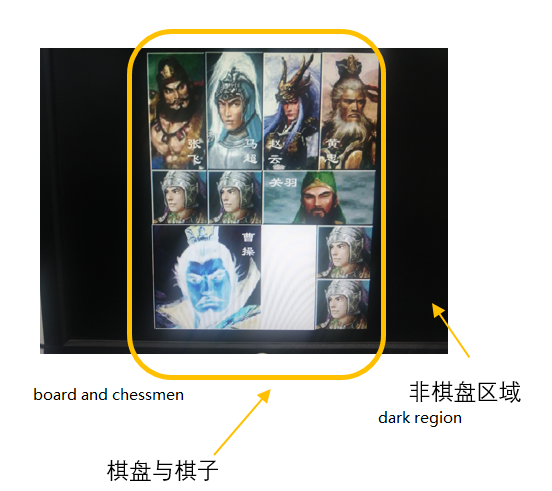 张飞
马超
赵云
黄忠
关羽
曹操
board and chessmen
非棋盘区域
dark region
棋盘与棋子